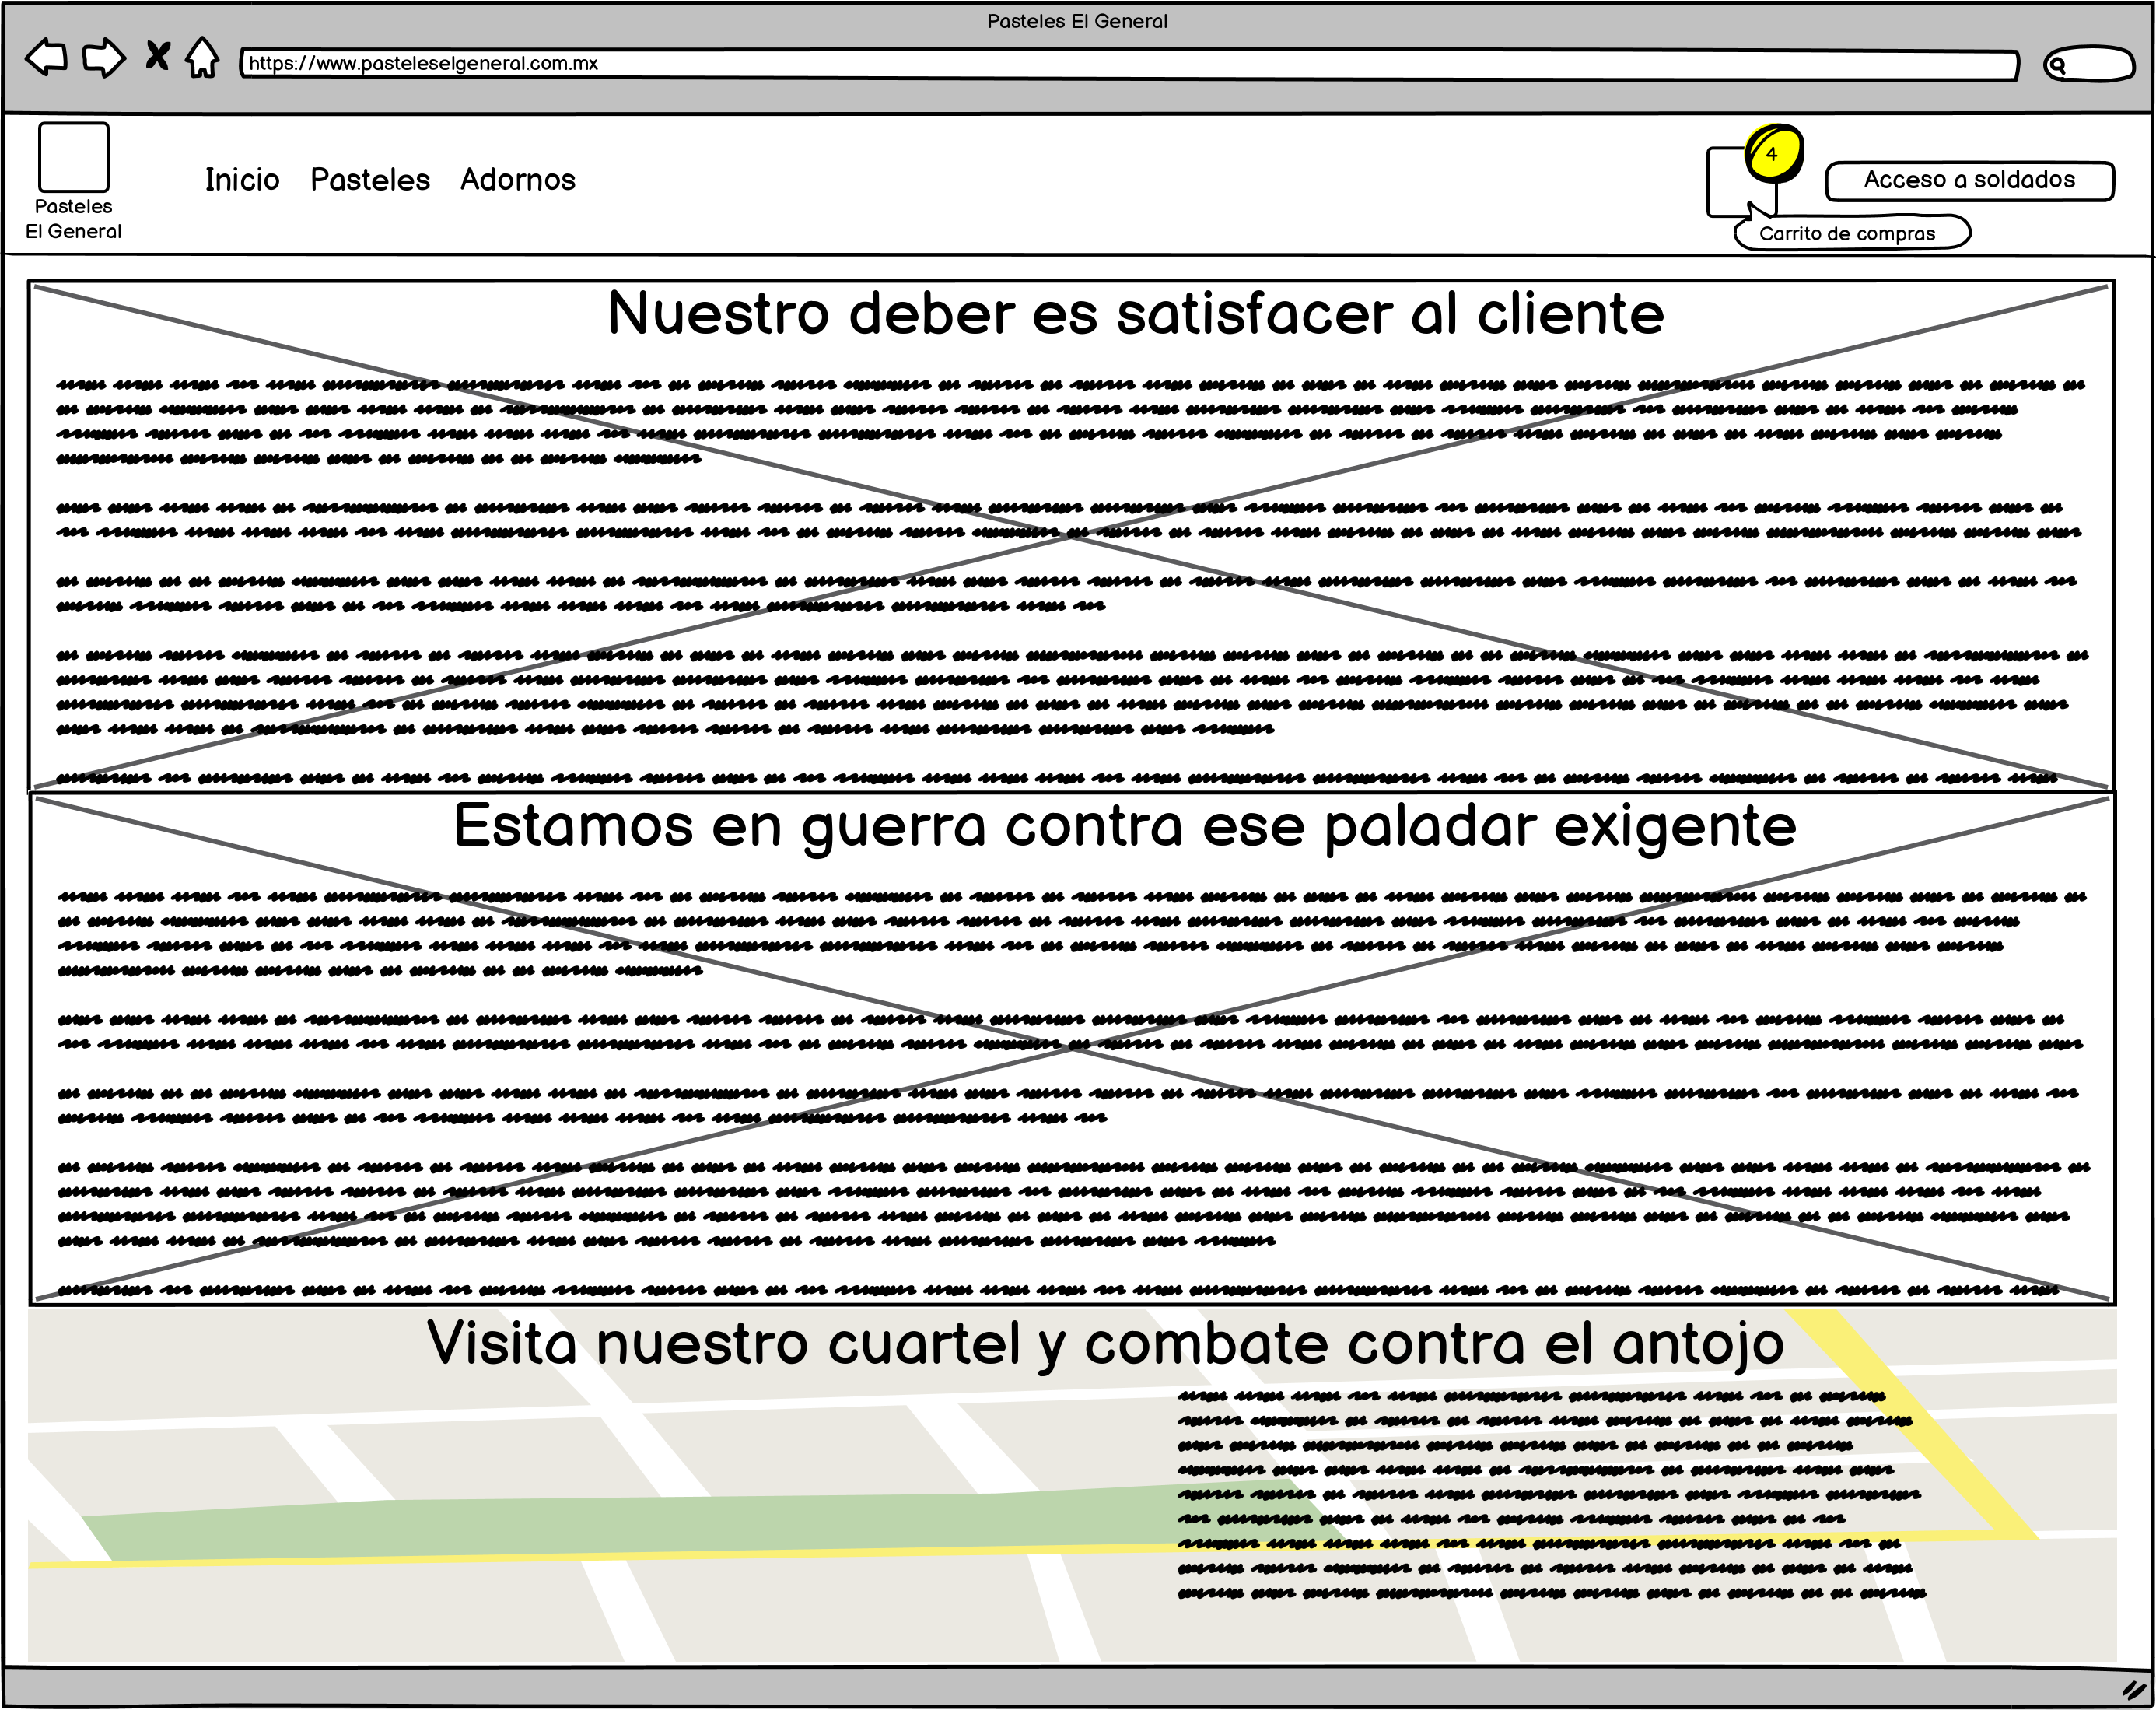 Pasteles El General
https://www.pasteleselgeneral.com.mx
Pasteles
El General
Inicio Pasteles Adornos
4
Carrito de compras
Acceso a soldados
Nuestro deber es satisfacer al cliente
Estamos en guerra contra ese paladar exigente
Visita nuestro cuartel y combate contra el antojo